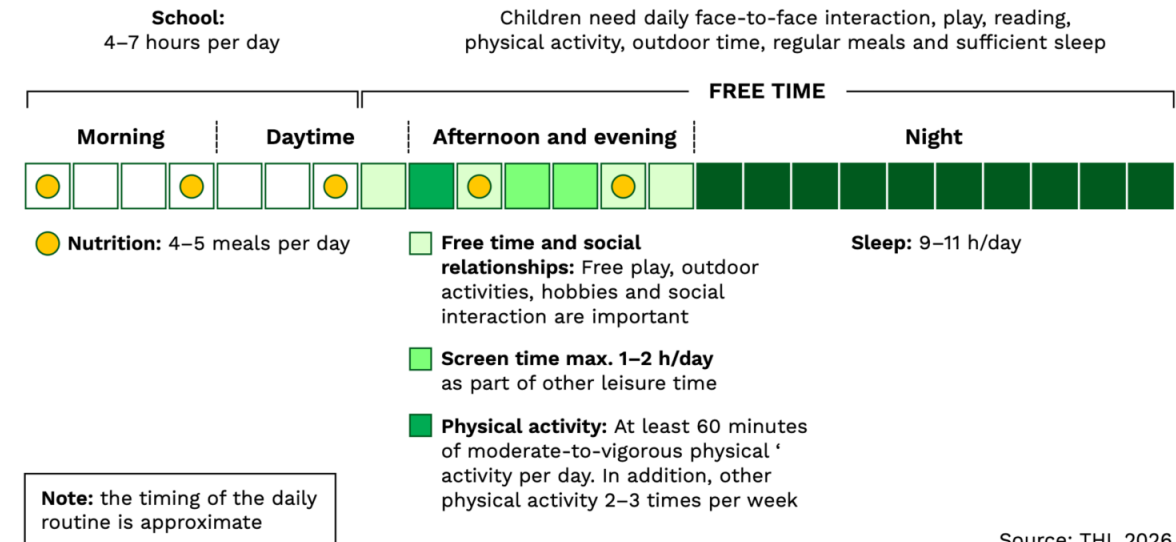 School:
4–7 hours per day
Children need daily face-to-face interaction, play, reading,
physical activity, outdoor time, regular meals and sufficient sleep
FREE TIME
Morning
Daytime
Afternoon and evening
Night
Nutrition: 4–5 meals per day
Free time and social
relationships: Free play, outdoor
activities, hobbies and social
interaction are important
Screen time max. 1–2 h/day
as part of other leisure time
Physical activity: At least 60 minutes
of moderate-to-vigorous physical ‘
activity per day. In addition, other
physical activity 2–3 times per week
Sleep: 9–11 h/day
Note: the timing of the daily
routine is approximate
Source: THL 2026